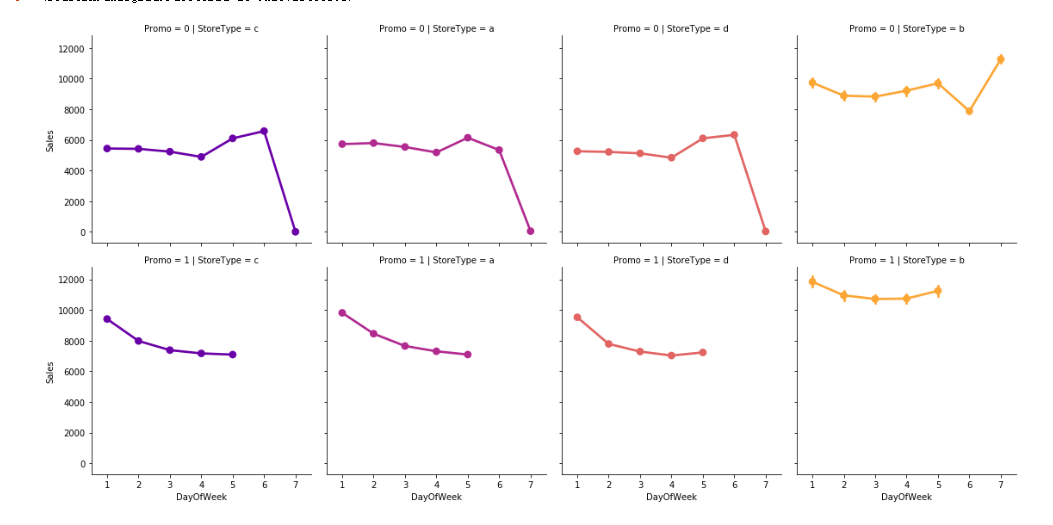 Promo = 0 | StoreType = c
Promo = 0 | StoreType = a
Promo = 0 | StoreType = d
Promo = 0 | StoreType = b
12000
10000
8000
6000
4000
2000
0
Sales
Promo = 1 | StoreType = c
Promo = 1 | StoreType = a
Promo = 1 | StoreType = d
Promo = 1 | StoreType = b
12000
10000
8000
6000
4000
2000
0
Sales
1 2 3 4 5 6 7
DayOfWeek
1 2 3 4 5 6 7
DayOfWeek
1 2 3 4 5 6 7
DayOfWeek
1 2 3 4 5 6 7
DayOfWeek